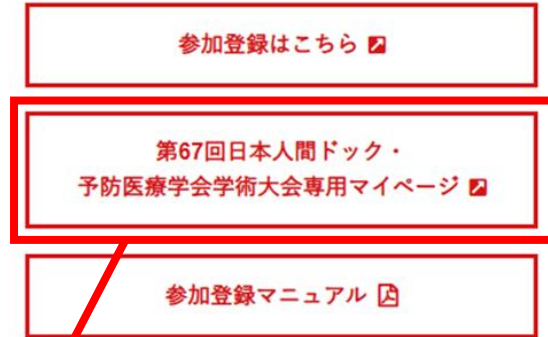 参加登録はこちら
第67回日本人間ドック・
予防医療学会学術大会専用マイページ
参加登録マニュアル